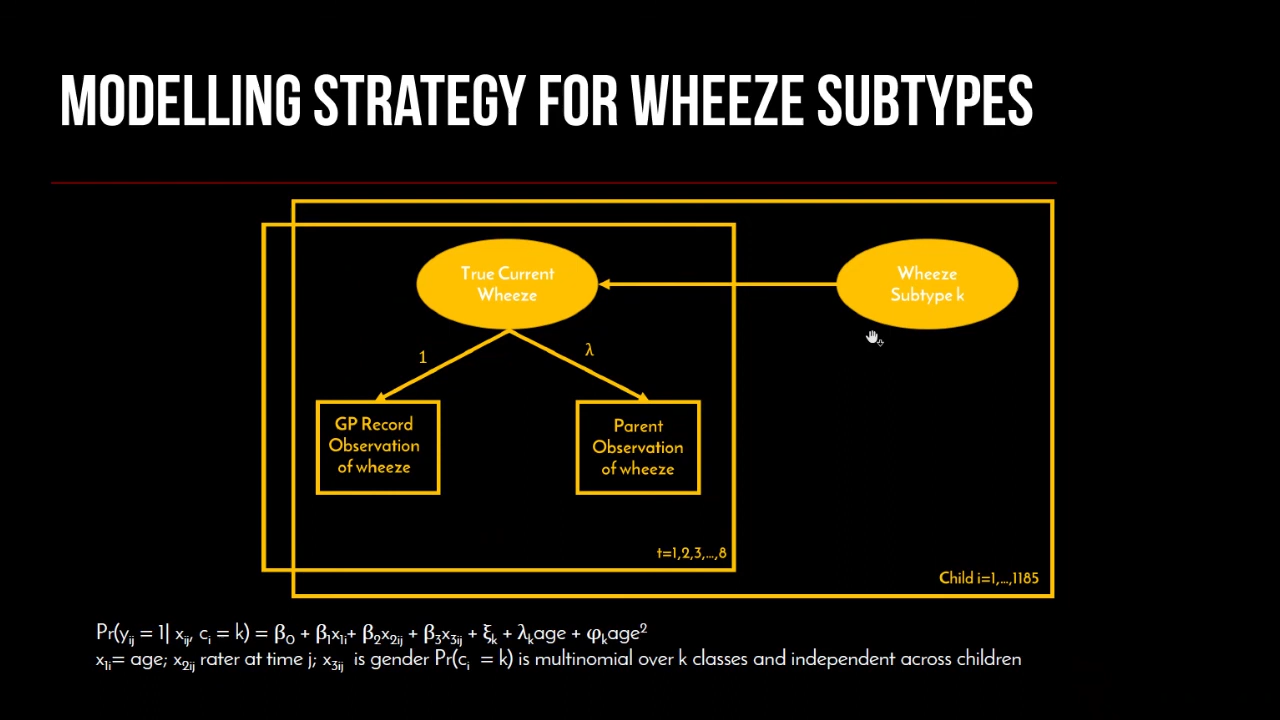 MODELLING STRATEGY FOR WHEEZE SUBTYPES
True Current
Wheeze
Wheeze
Subtype k
1
λ
GP Record
Observation
of wheeze
Parent
Observation
of wheeze
t=1,2,3,...,8
Child i=1,...,1185
Pr(yᵢⱼ = 1| xᵢⱼ, cᵢ = k) = β₀ + β₁x₁ᵢ+ β₂x₂ᵢⱼ + β₃x₃ᵢⱼ + ξₖ + λₖage + φₖage²
x₁ᵢ= age; x₂ᵢⱼ rater at time j; x₃ᵢⱼ is gender Pr(cᵢ = k) is multinomial over k classes and independent across children